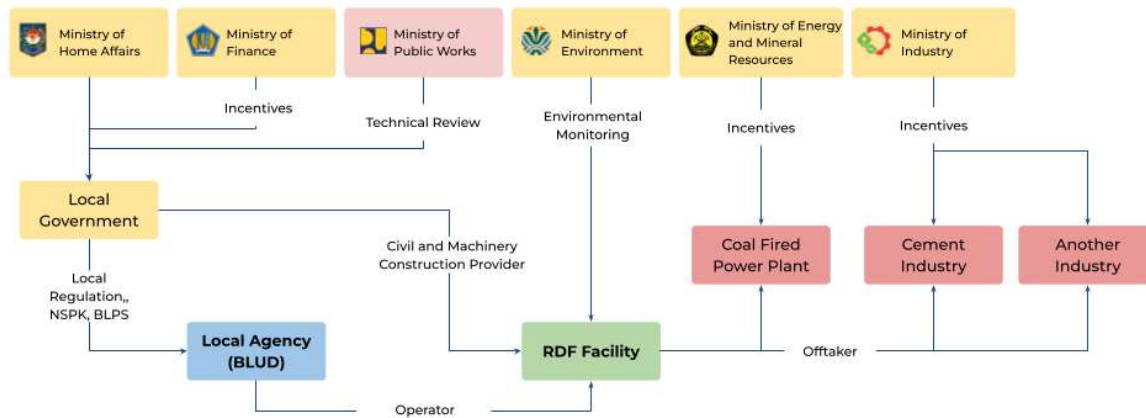 Ministry of
Home Affairs
Ministry of
Finance
Ministry of
Public Works
Ministry of
Environment
Ministry of Energy
and Mineral
Resources
Ministry of
Industry
Incentives
Technical Review
Environmental
Monitoring
Incentives
Incentives
Local
Government
Civil and Machinery
Construction Provider
Coal Fired
Power Plant
Cement
Industry
Another
Industry
Local
Regulation,,
NSPK, BLPS
Local Agency
(BLUD)
RDF Facility
Offtaker
Operator